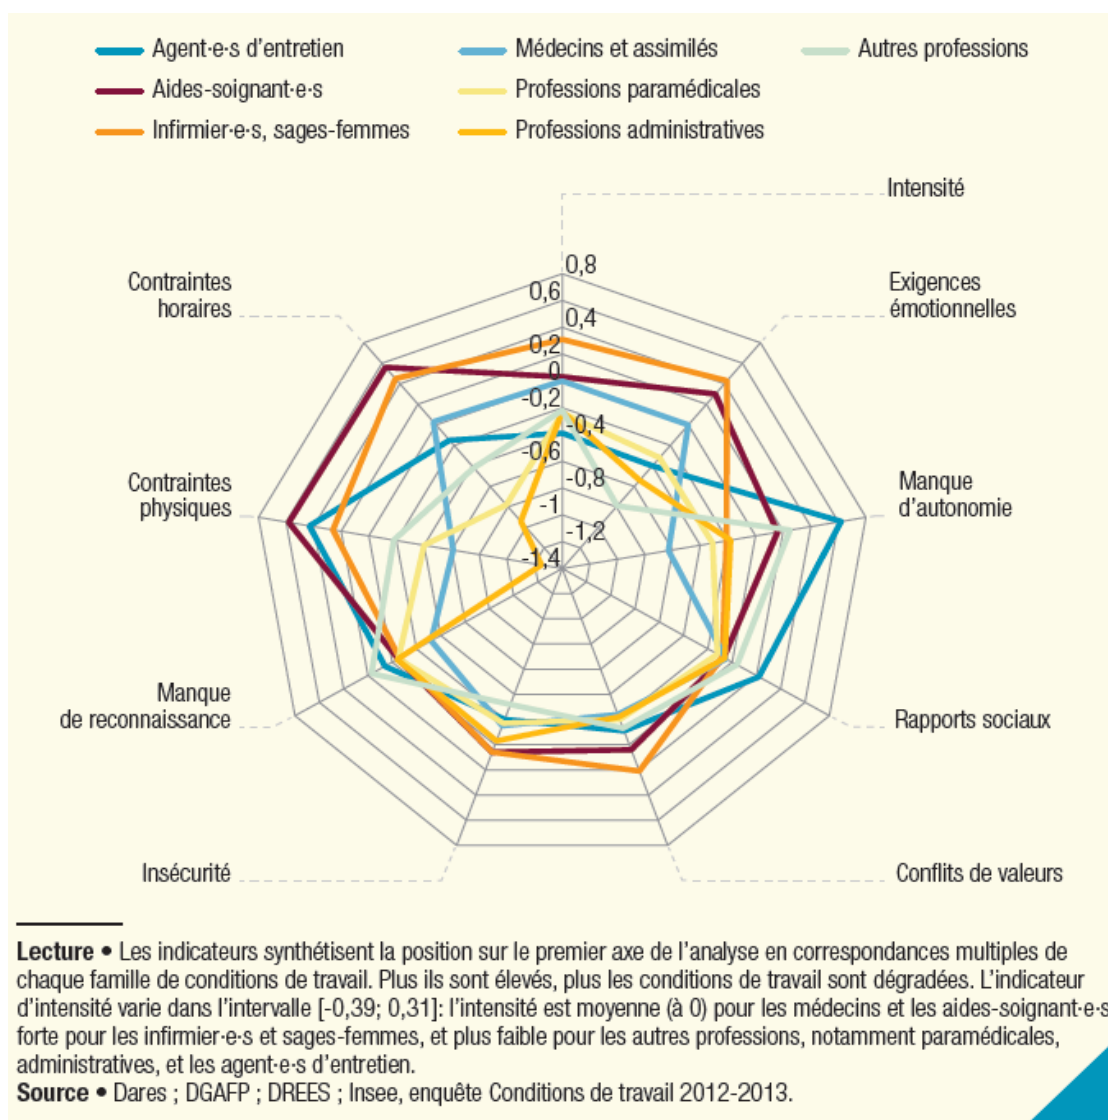 Agent·e·s d'entretien
Médecins et assimilés
Autres professions
Aides-soignant·e·s
Professions paramédicales
Infirmier·e·s, sages-femmes
Professions administratives
Intensité
Contraintes
horaires
Exigences
émotionnelles
0,8
0,6
0,4
0,2
0
-0,2
-0,4
-0,6
-0,8
-1
-1,2
-1,4
Contraintes
physiques
Manque
d'autonomie
Manque
de reconnaissance
Rapports sociaux
Insécurité
Conflits de valeurs
Lecture • Les indicateurs synthétisent la position sur le premier axe de l'analyse en correspondances multiples de
chaque famille de conditions de travail. Plus ils sont élevés, plus les conditions de travail sont dégradées. L'indicateur
d'intensité varie dans l'intervalle [-0,39; 0,31]: l'intensité est moyenne (à 0) pour les médecins et les aides-soignant·e·s
forte pour les infirmier·e·s et sages-femmes, et plus faible pour les autres professions, notamment paramédicales,
administratives, et les agent·e·s d'entretien.
Source • Dares ; DGAFP ; DREES ; Insee, enquête Conditions de travail 2012-2013.